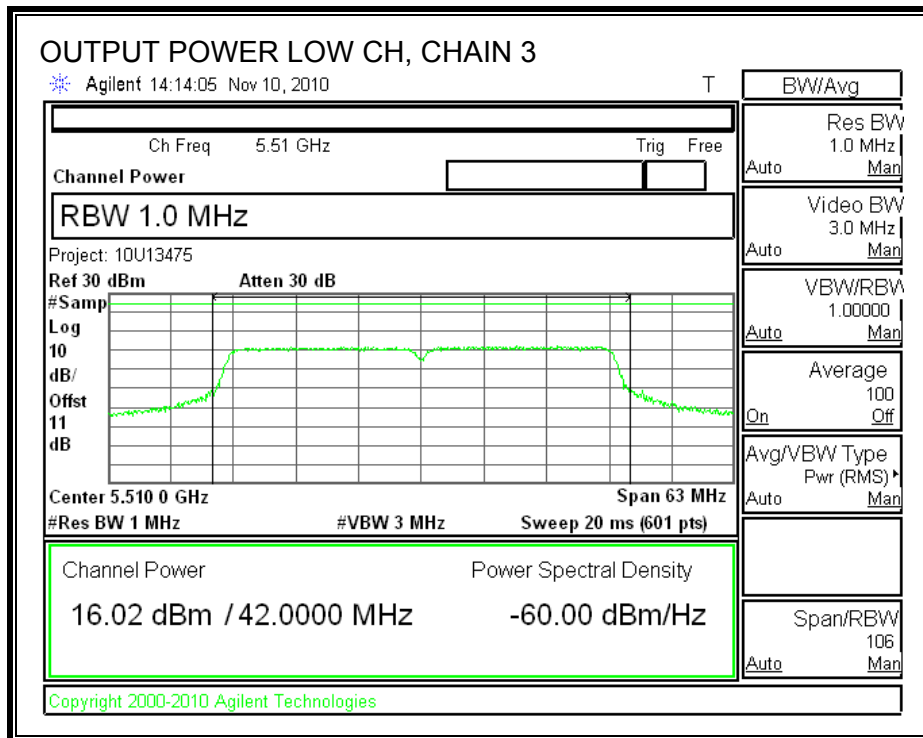 OUTPUT POWER LOW CH, CHAIN 3
Agilent 14:14:05 Nov 10, 2010 T
Ch Freq 5.51 GHz Trig Free
Channel Power
RBW 1.0 MHz
Project: 10U13475
Ref 30 dBm Atten 30 dB
#Samp
Log
10
dB/
Offst
11
dB
Center 5.510 0 GHz Span 63 MHz
#Res BW 1 MHz #VBW 3 MHz Sweep 20 ms (601 pts)
Channel Power Power Spectral Density
16.02 dBm / 42.0000 MHz -60.00 dBm/Hz
Copyright 2000-2010 Agilent Technologies
BW/Avg
Res BW
1.0 MHz
Auto Man
Video BW
3.0 MHz
Auto Man
VBW/RBW
1.00000
Auto Man
Average
100
On Off
Avg/VBW Type
Pwr (RMS)
Auto Man
Span/RBW
106
Auto Man